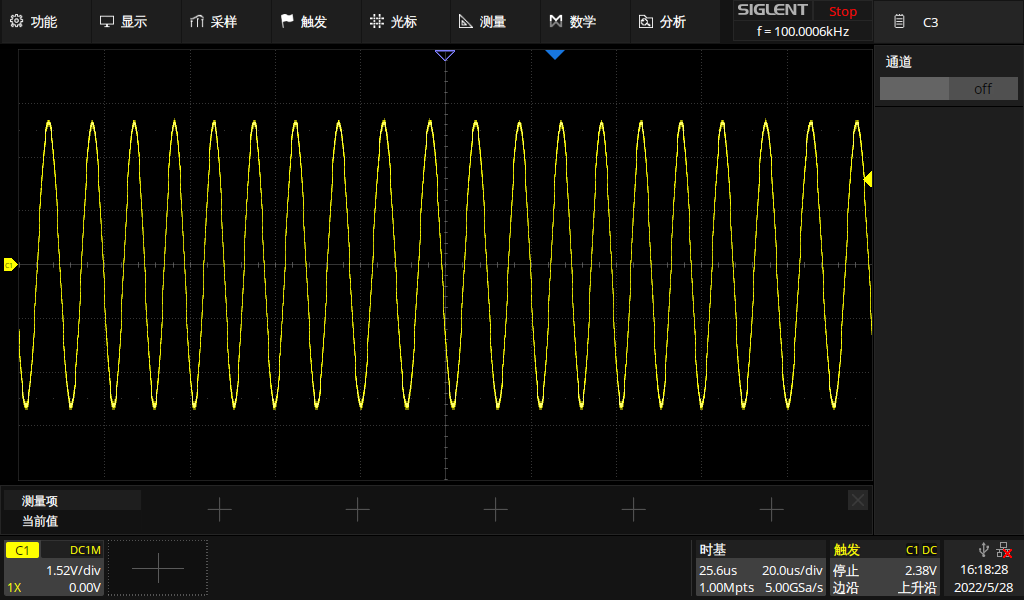 功能 显示 采样 触发 光标 测量 数学 分析 SIGLENT Stop C3
f = 100.0006kHz
通道
off
C1
测量项
当前值
C1 DC1M 时基 触发 C1 DC
1.52V/div 25.6us 20.0us/div 停止 2.38V 16:18:28
1X 0.00V 1.00Mpts 5.00GSa/s 边沿 上升沿 2022/5/28